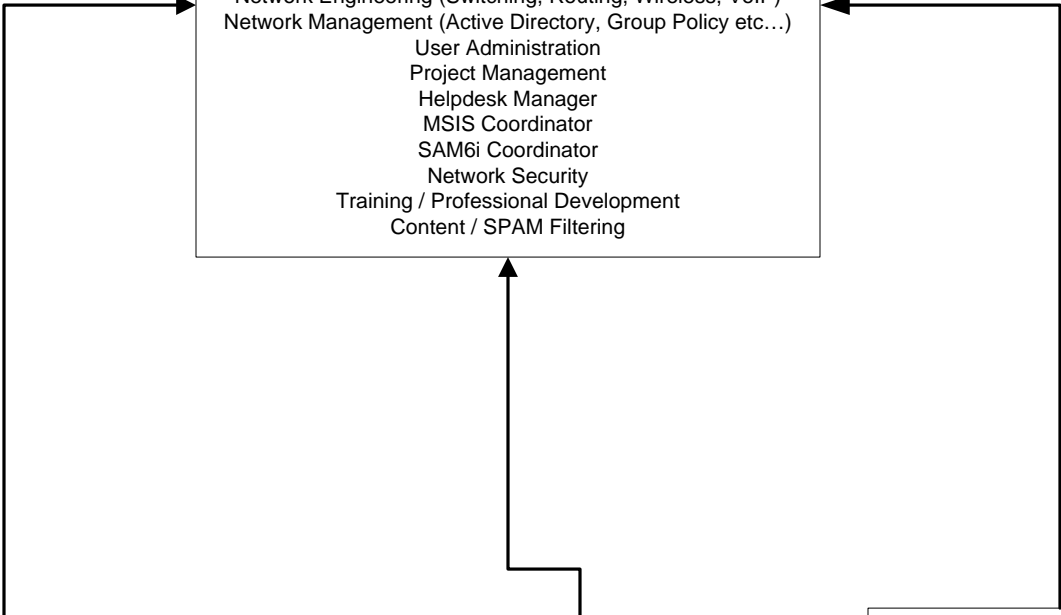 Network Engineering (Switching, Routing, Wireless, VoIP)
Network Management (Active Directory, Group Policy etc…)
User Administration
Project Management
Helpdesk Manager
MSIS Coordinator
SAM6i Coordinator
Network Security
Training / Professional Development
Content / SPAM Filtering